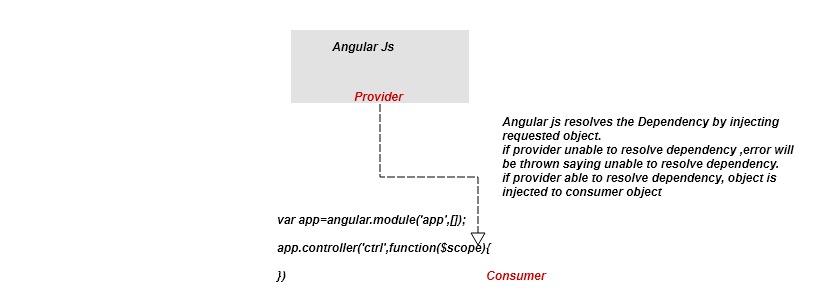 Angular Js
Provider
Angular js resolves the Dependency by injecting
requested object.
if provider unable to resolve dependency ,error will
be thrown saying unable to resolve dependency.
if provider able to resolve dependency, object is
injected to consumer object
var app=angular.module('app',[]);
app.controller('ctrl',function($scope){
})
Consumer